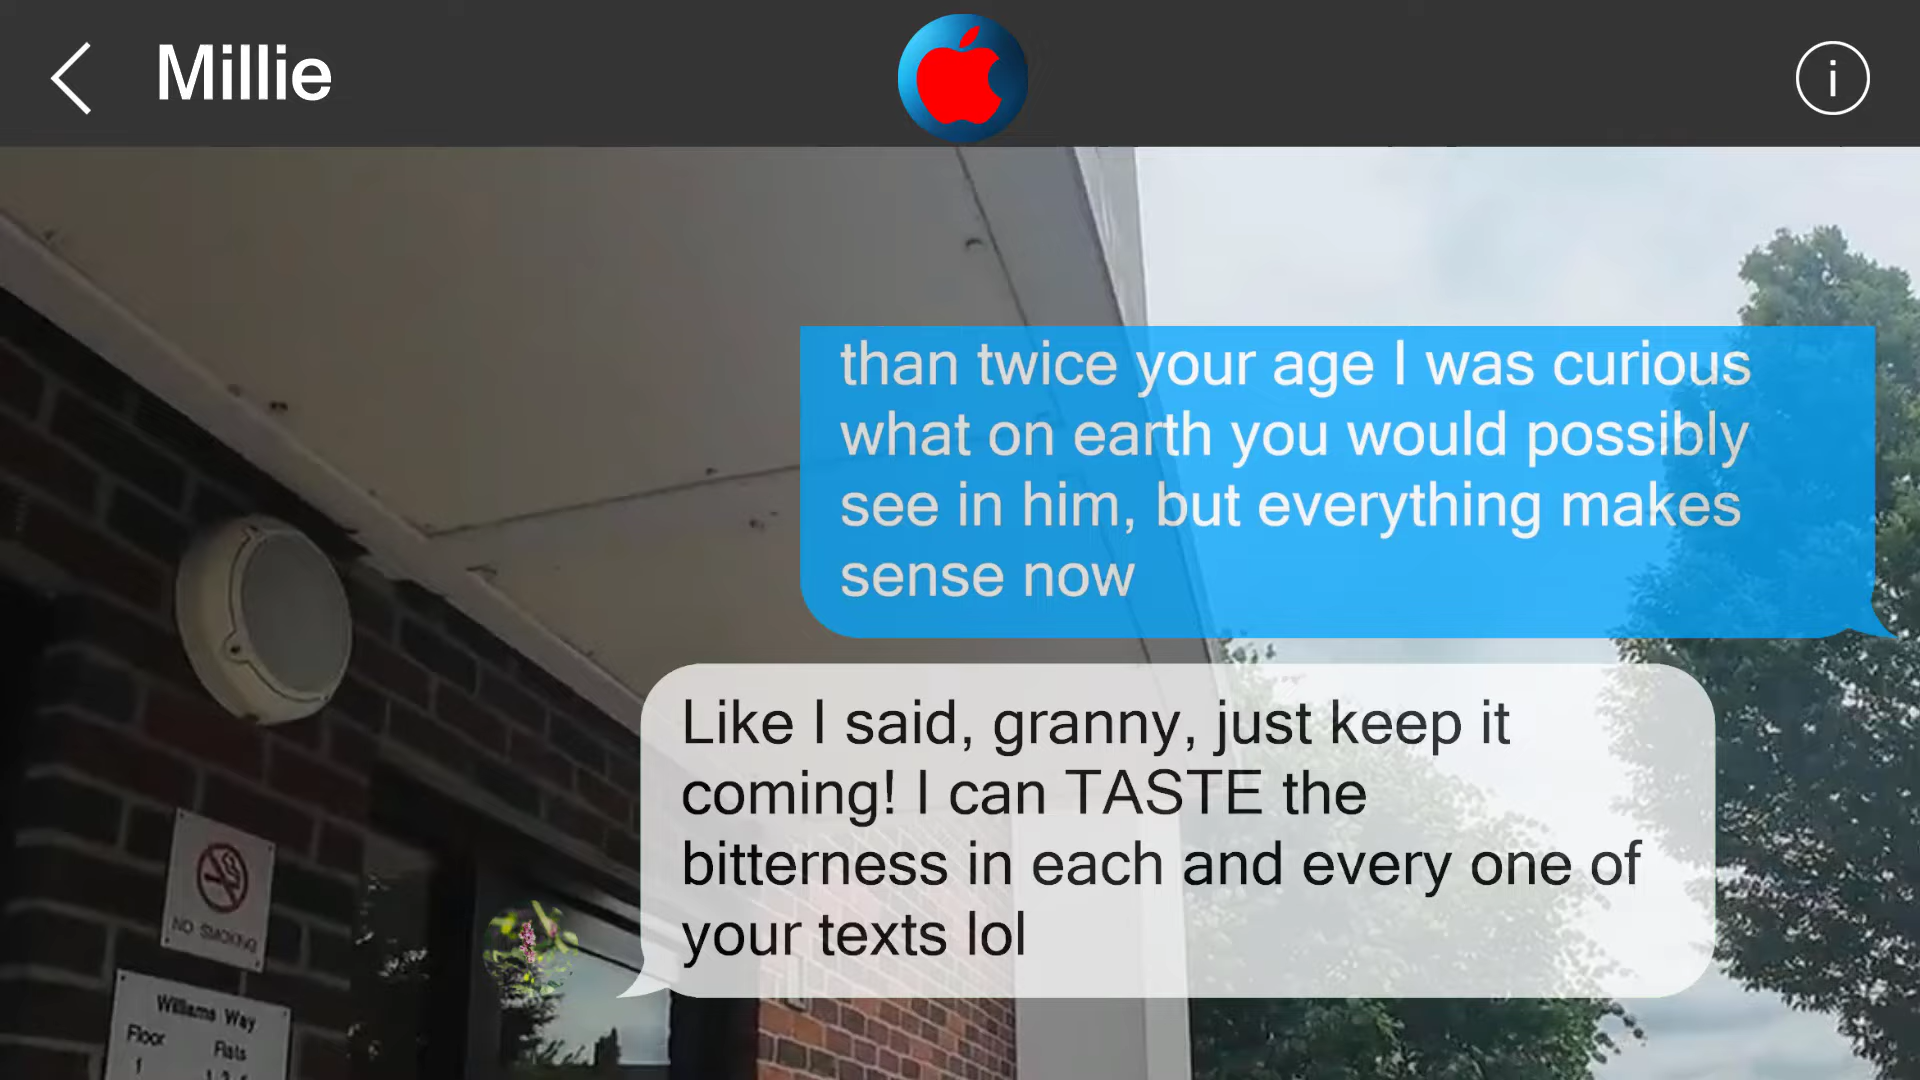 Millie
i
than twice your age I was curious
what on earth you would possibly
see in him, but everything makes
sense now
Like I said, granny, just keep it
coming! I can TASTE the
bitterness in each and every one of
your texts lol
NO SMOKING
Williams Way
Floor Flats
1